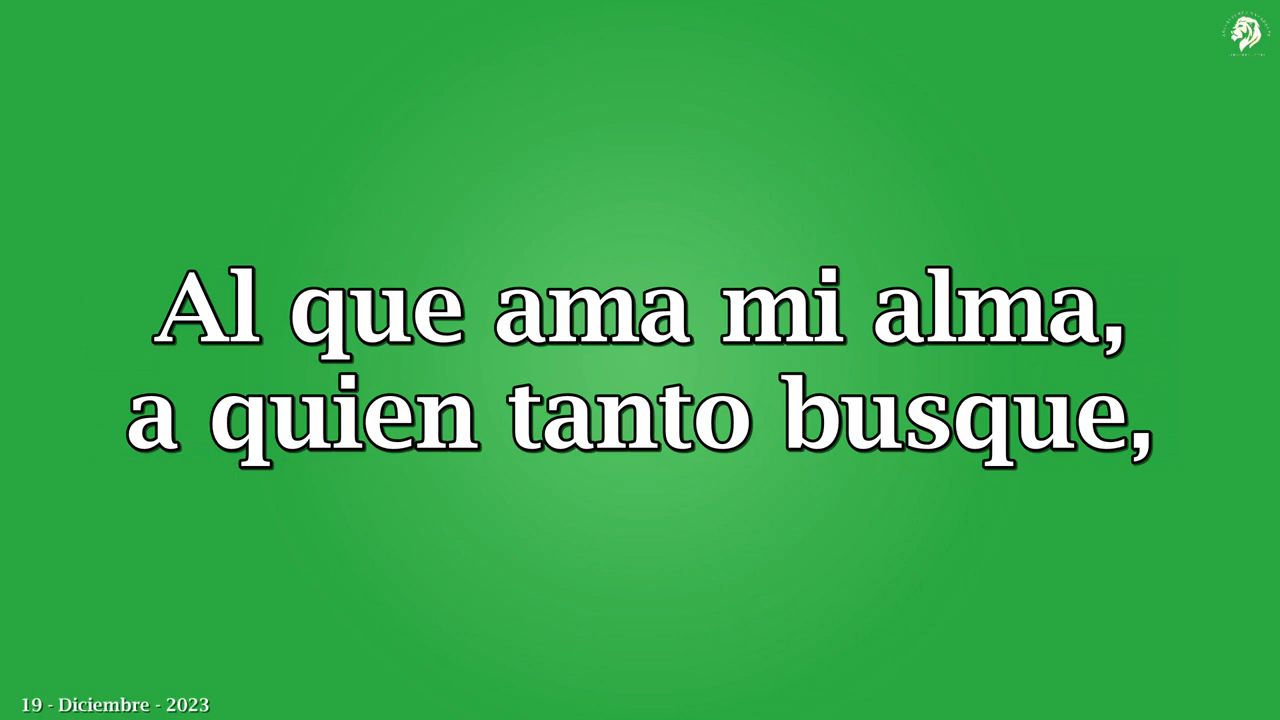 Al que ama mi alma,
a quien tanto busque,
19 - Diciembre - 2023